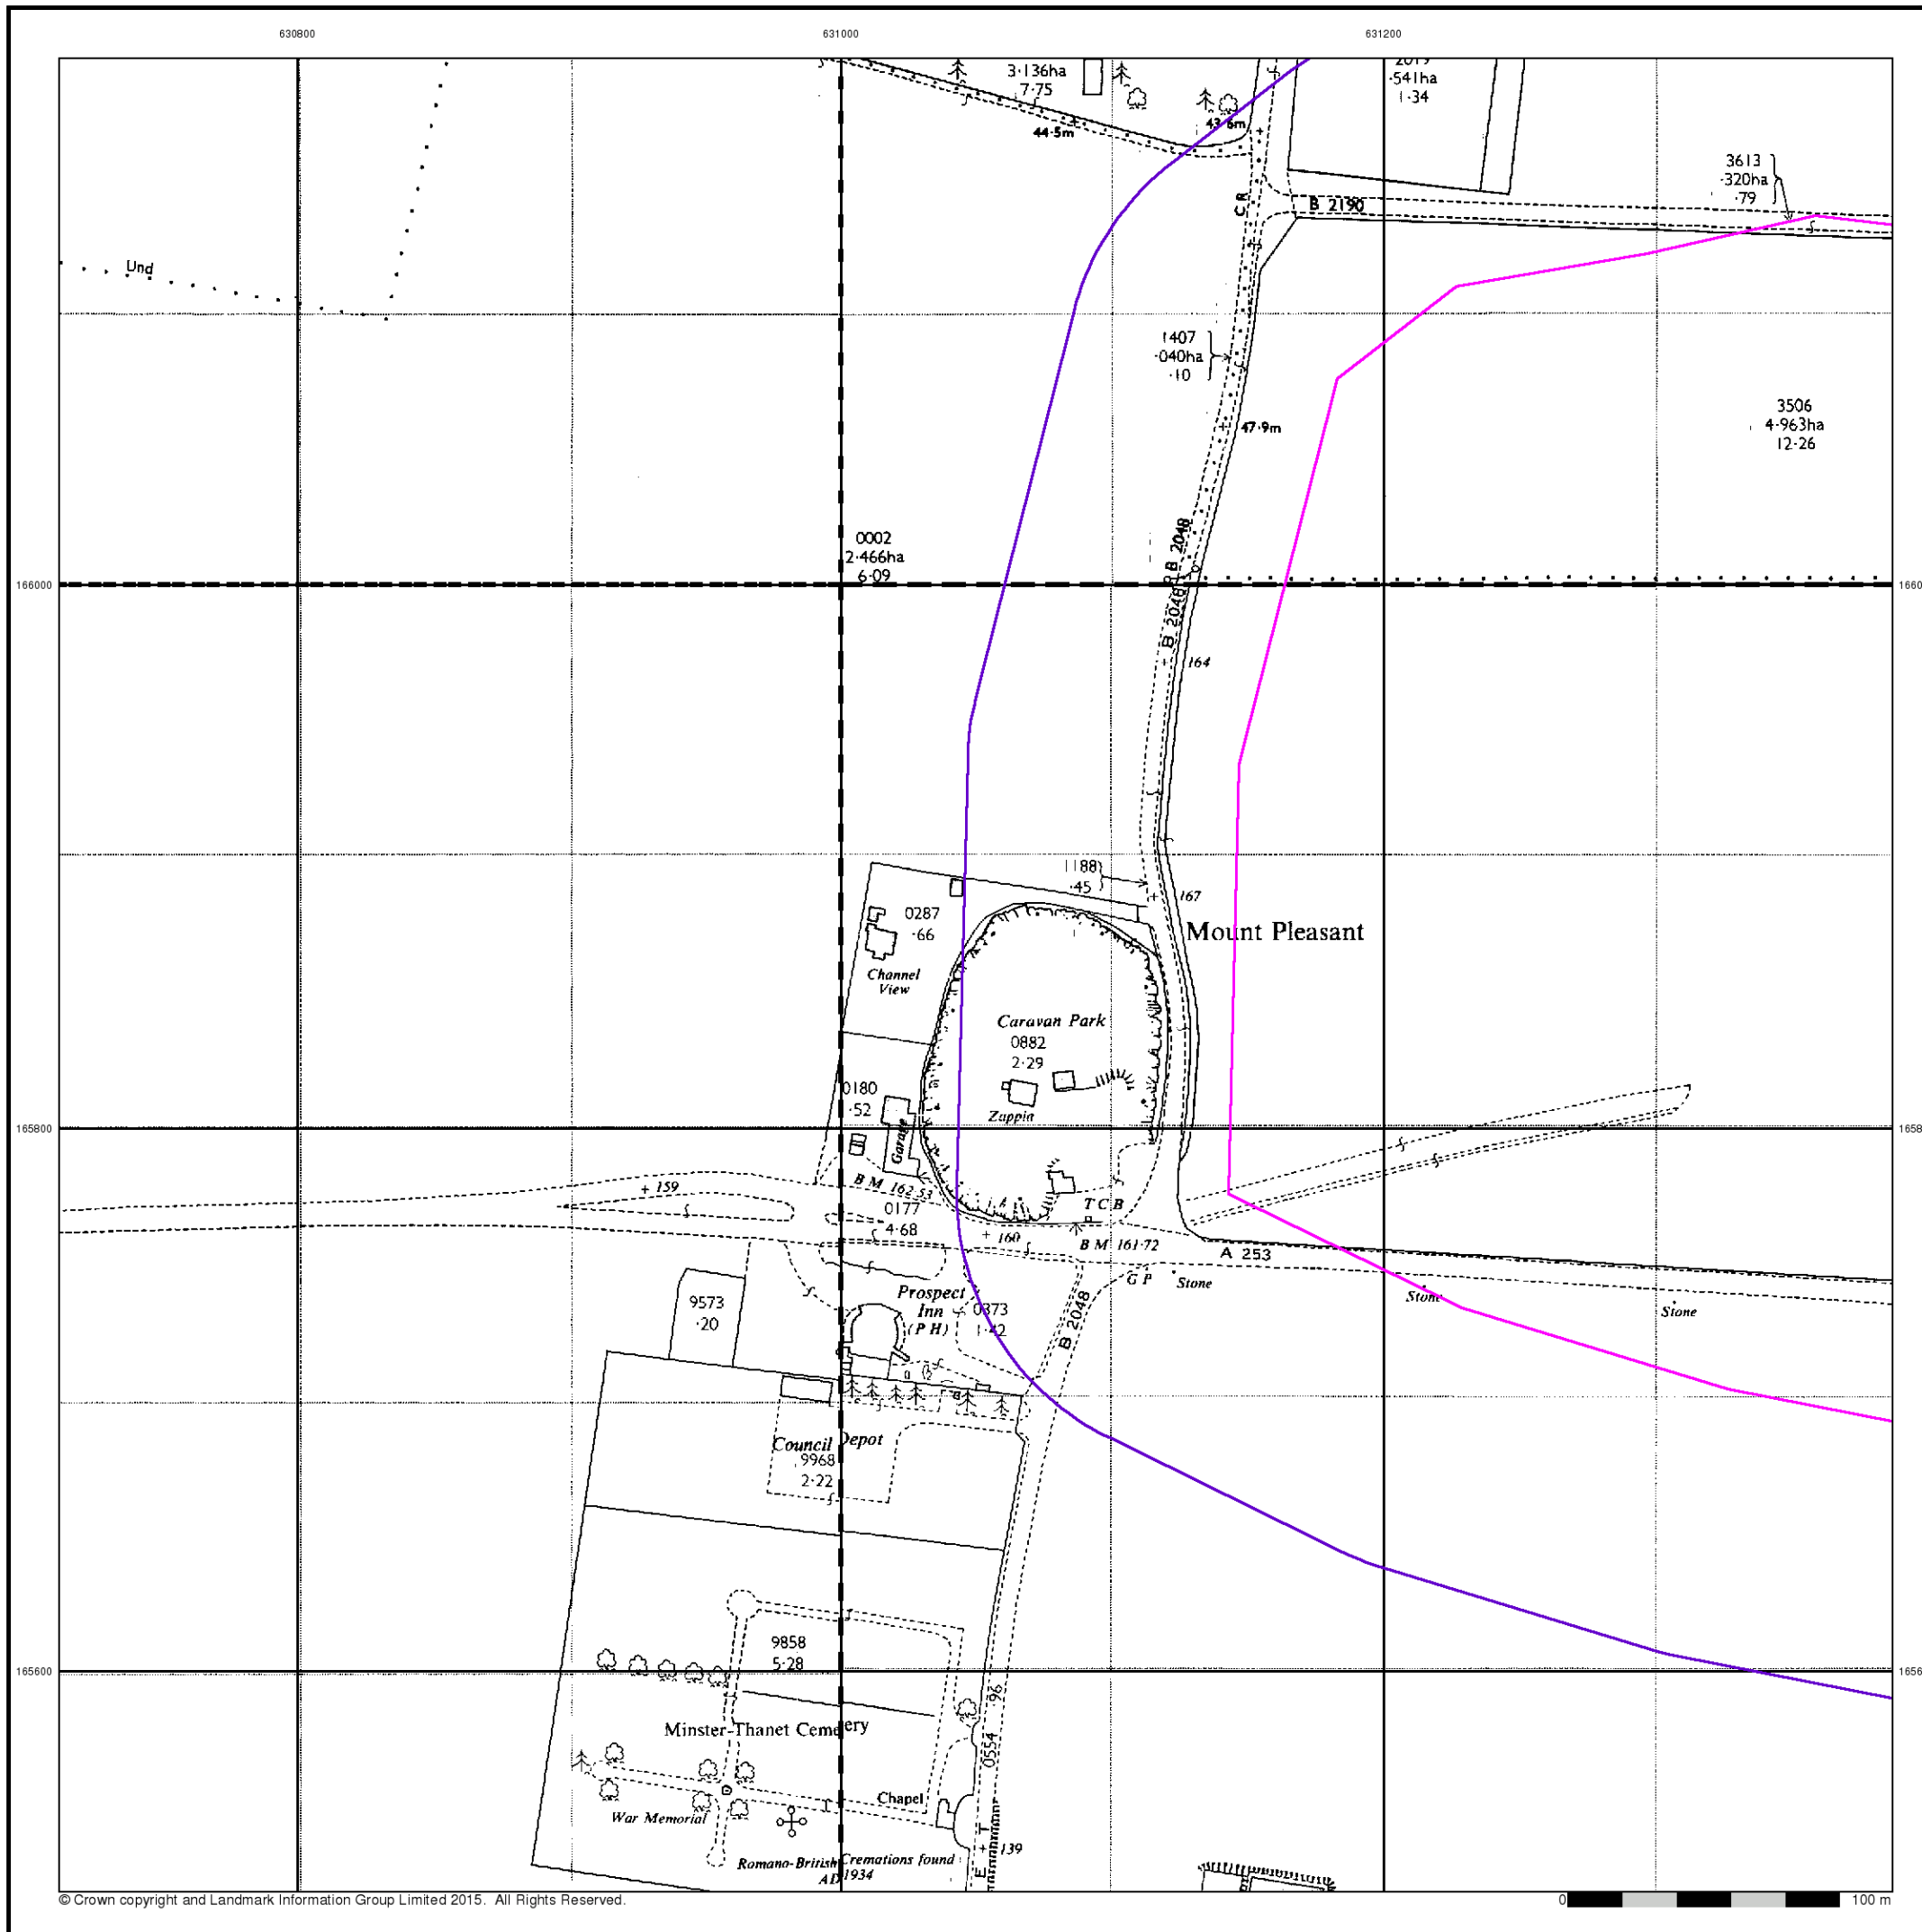 630800
631000
631200
3·136ha
7·75
2019
·541ha
1·34
44·5m
43·6m
3613
·320ha
·79
C R
B 2190
Und
1407
·040ha
·10
47·9m
3506
4·963ha
12·26
0002
2·466ha
6·09
B 2048
166000
1660
B 2048
164
1188
·45
167
0287
·66
Mount Pleasant
Channel
View
Caravan Park
0882
2·29
0180
·52
Zappia
Garage
165800
1658
B M 162·53
+ 159
0177
4·68
T C B
+ 160
B M 161·72
A 253
G P
Stone
Stone
Stone
Prospect
Inn
(P H)
0373
1·42
9573
·20
B 2048
Council Depot
9968
2·22
9858
5·28
165600
1656
·96
0554
Minster-Thanet Cemetery
Chapel
War Memorial
E T
+ 139
Romano-British Cremations found
AD 1934
© Crown copyright and Landmark Information Group Limited 2015. All Rights Reserved.
0
100 m